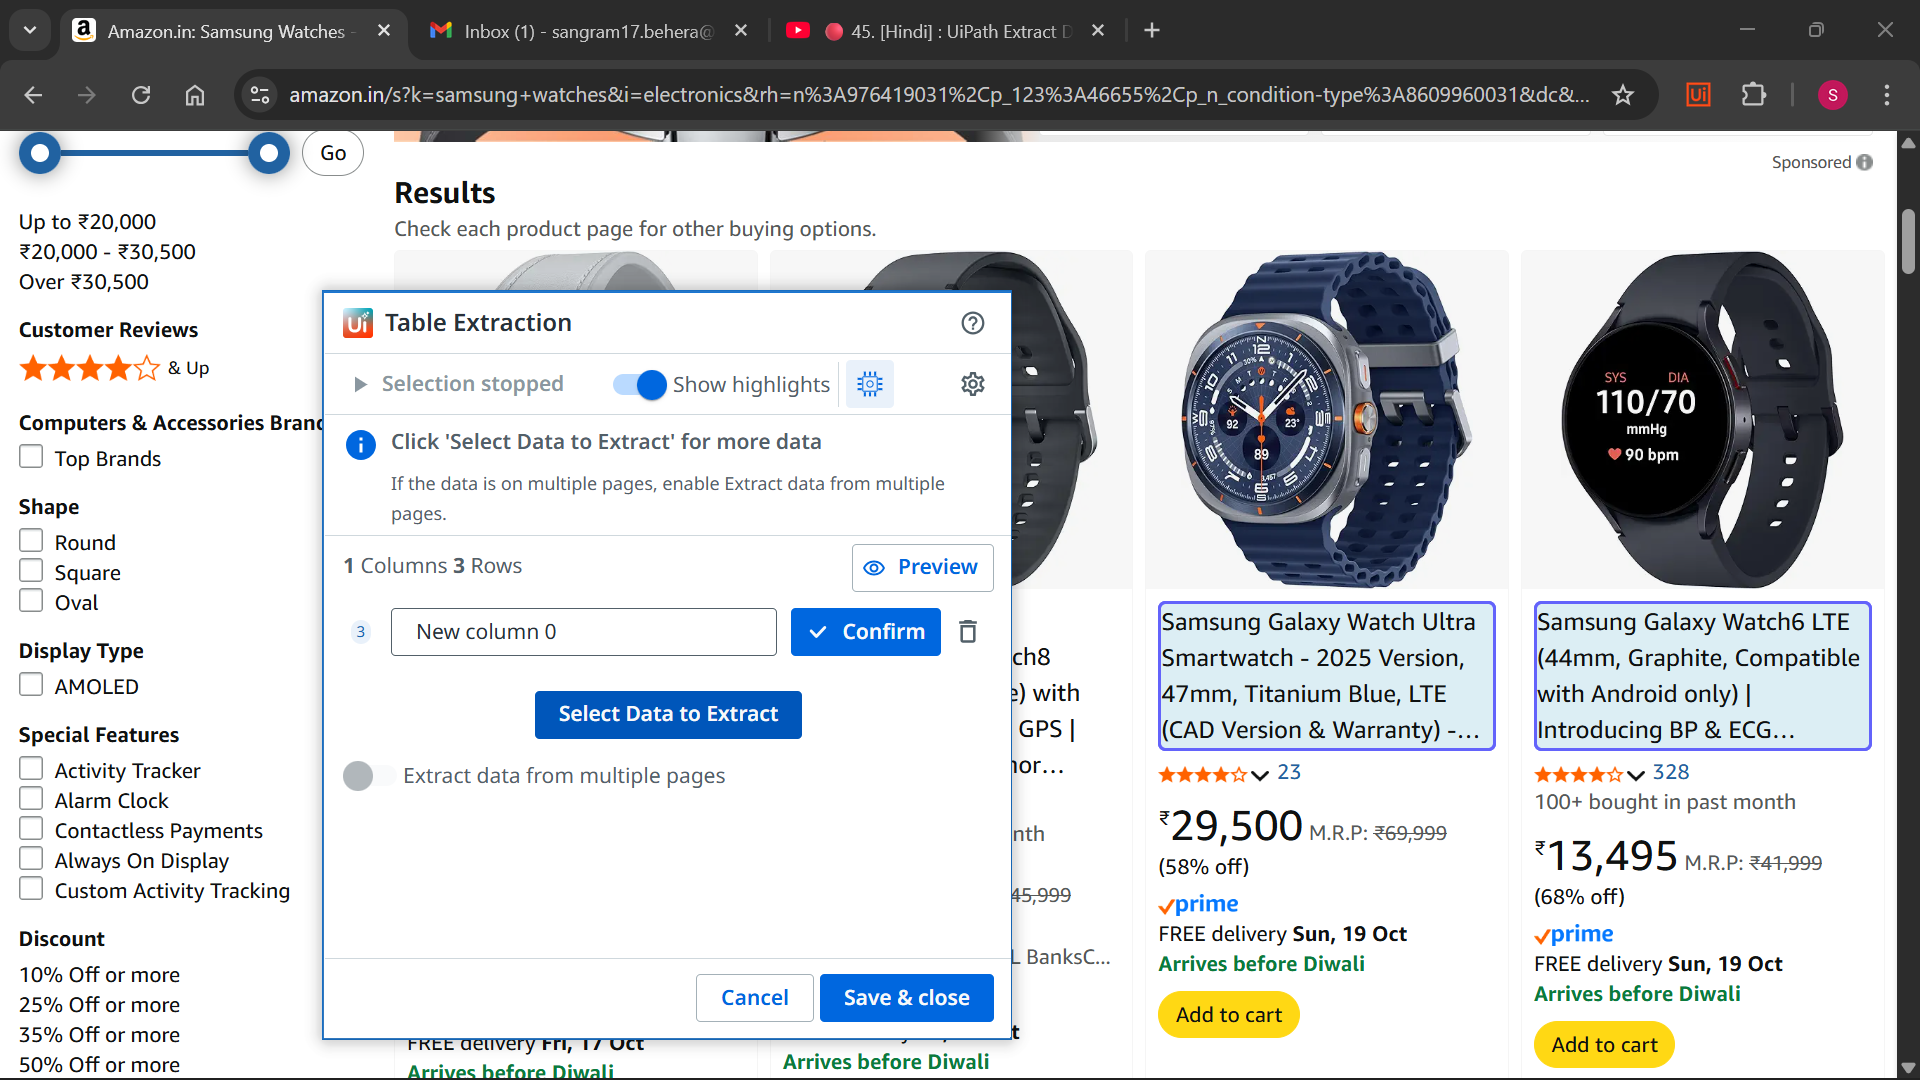 Amazon.in: Samsung Watches -
Inbox (1) - sangram17.behera@
45. [Hindi] : UiPath Extract D
amazon.in/s?k=samsung+watches&i=electronics&rh=n%3A976419031%2Cp_123%3A46655%2Cp_n_condition-type%3A8609960031&dc&...
Ui
S
Go
Up to ₹20,000
₹20,000 - ₹30,500
Over ₹30,500
Customer Reviews
& Up
Computers & Accessories Branc
Top Brands
Shape
Round
Square
Oval
Display Type
AMOLED
Special Features
Activity Tracker
Alarm Clock
Contactless Payments
Always On Display
Custom Activity Tracking
Discount
10% Off or more
25% Off or more
35% Off or more
50% Off or more
Sponsored
Results
Check each product page for other buying options.
Ui Table Extraction
Selection stopped
Show highlights
Click 'Select Data to Extract' for more data
If the data is on multiple pages, enable Extract data from multiple
pages.
1 Columns 3 Rows
Preview
3
New column 0
Confirm
Select Data to Extract
Extract data from multiple pages
Cancel
Save & close
FREE delivery Fri, 17 Oct
Arrives before Diwali
ch8
e) with
GPS |
nor…
nth
45,999
L BanksC...
t
Arrives before Diwali
92
23°
89
Samsung Galaxy Watch Ultra
Smartwatch - 2025 Version,
47mm, Titanium Blue, LTE
(CAD Version & Warranty) -…
23
₹29,500 M.R.P: ₹69,999
(58% off)
prime
FREE delivery Sun, 19 Oct
Arrives before Diwali
Add to cart
SYS DIA
110/70
mmHg
90 bpm
Samsung Galaxy Watch6 LTE
(44mm, Graphite, Compatible
with Android only) |
Introducing BP & ECG…
328
100+ bought in past month
₹13,495 M.R.P: ₹41,999
(68% off)
prime
FREE delivery Sun, 19 Oct
Arrives before Diwali
Add to cart